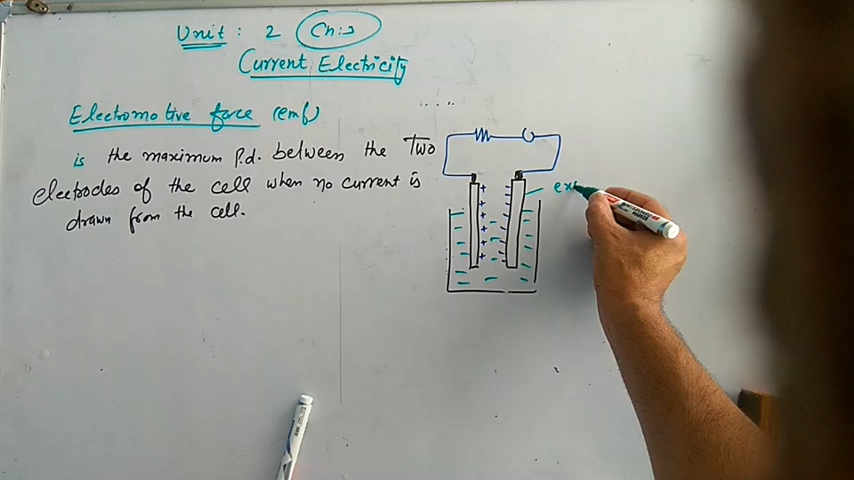 Unit : 2 Ch:3
Current Electricity
Electromotive force (emf)
is the maximum P.d. between the Two
electrodes of the cell when no current is
drawn from the cell.